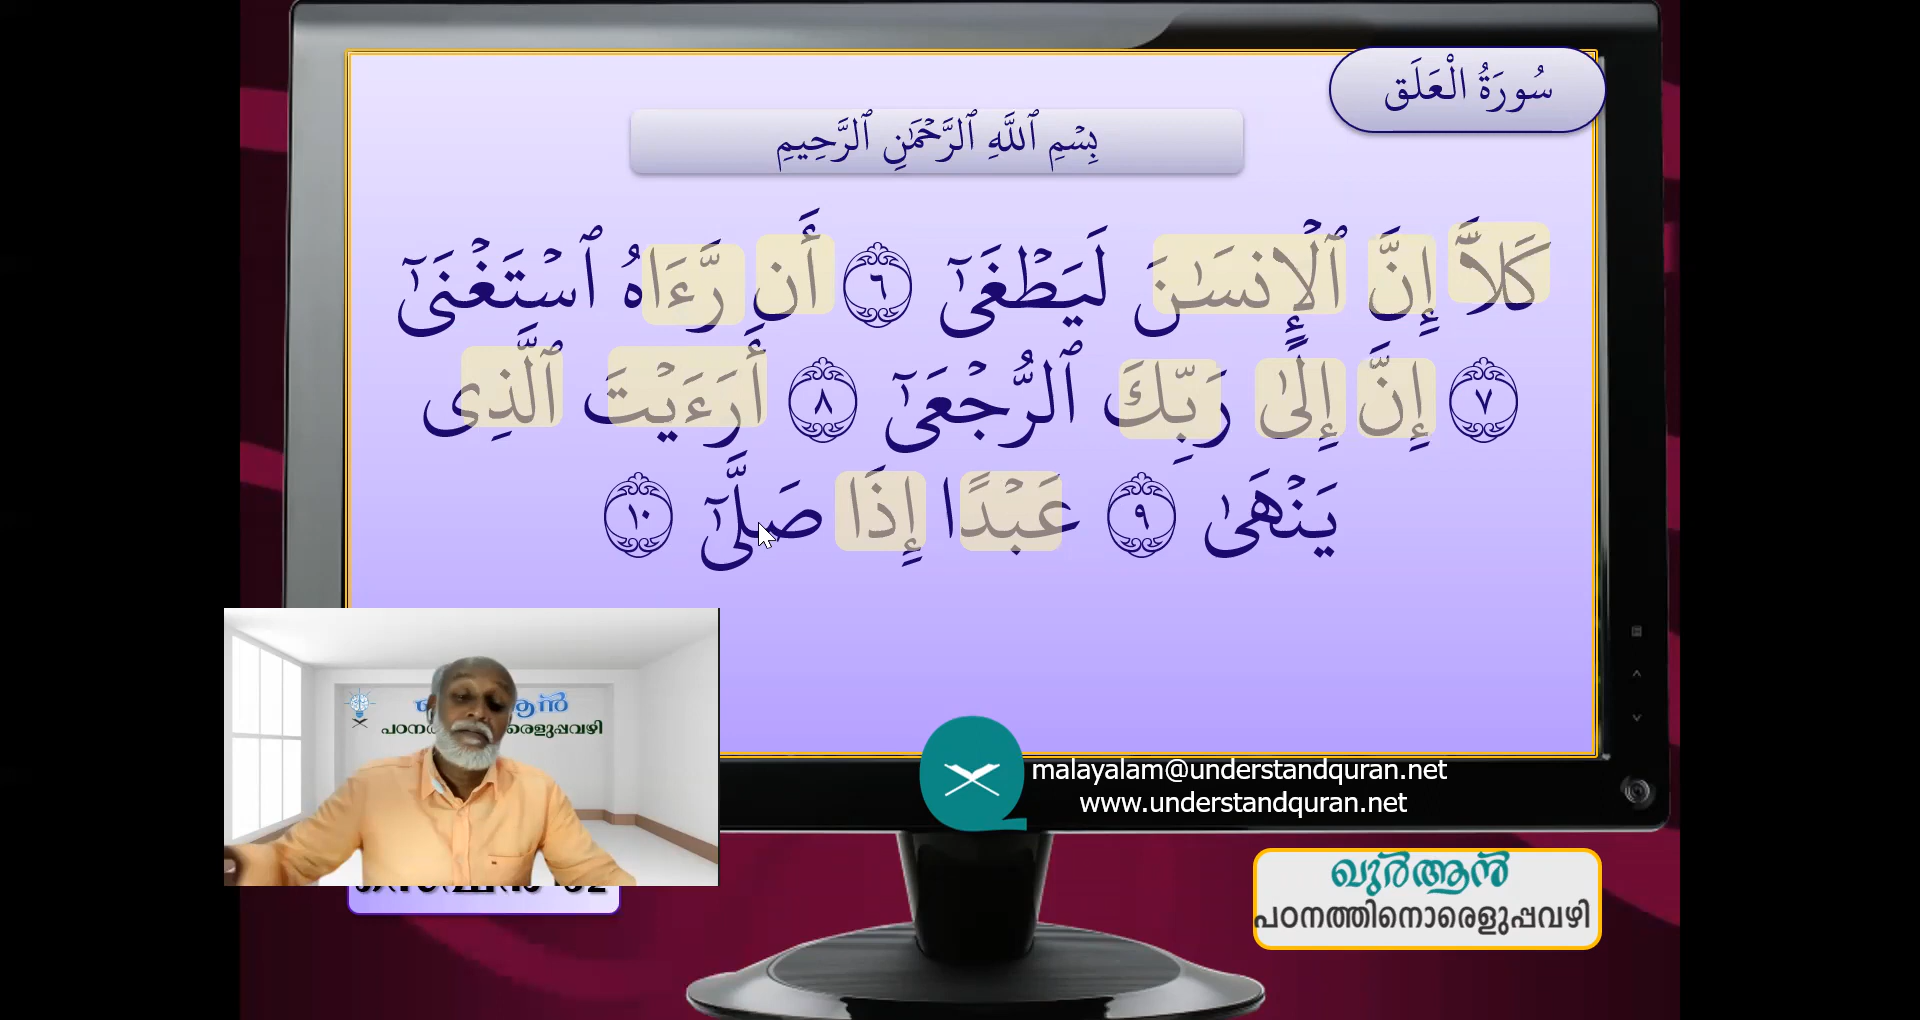 سُورَةُ الْعَلَق
بِسْمِ ٱللَّهِ ٱلرَّحْمَٰنِ ٱلرَّحِيمِ
كَلَّآ إِنَّ ٱلْإِنسَٰنَ لَيَطْغَىٰٓ ٦ أَن رَّءَاهُ ٱسْتَغْنَىٰٓ
٧ إِنَّ إِلَىٰ رَبِّكَ ٱلرُّجْعَىٰٓ ٨ أَرَءَيْتَ ٱلَّذِى
يَنْهَىٰ ٩ عَبْدًا إِذَا صَلَّىٰٓ ١٠
malayalam@understandquran.net
www.understandquran.net
ഖുർആൻ
പഠനത്തിനൊരെളുപ്പവഴി